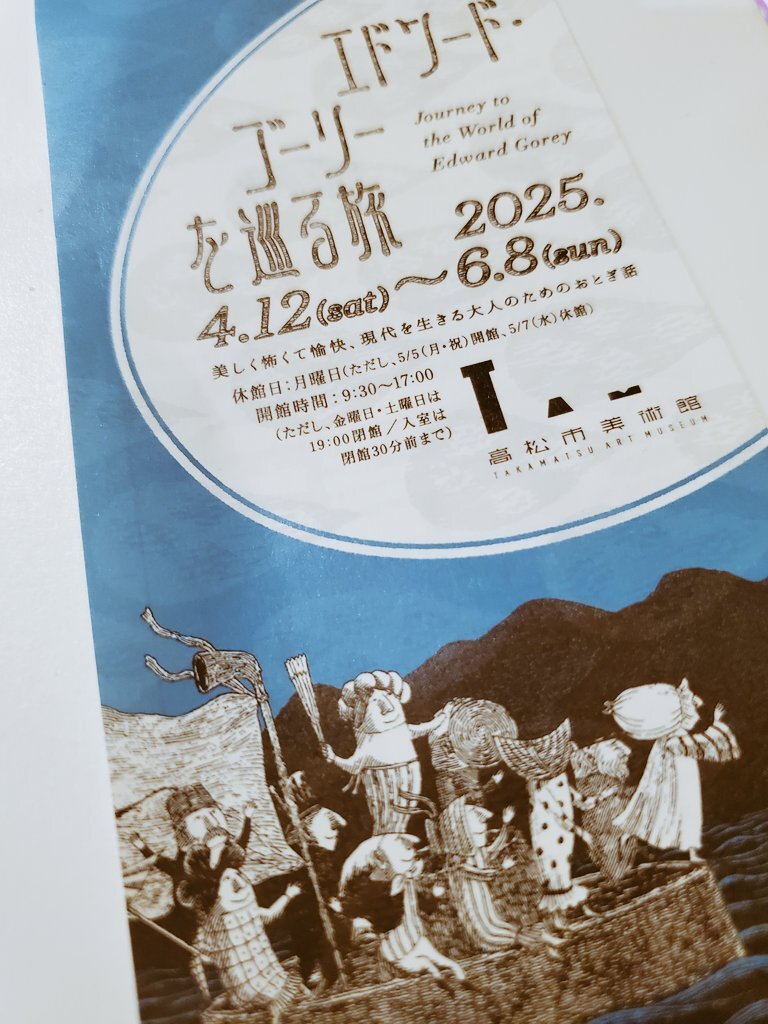 エドワード・
ゴーリー
を巡る旅
Journey to
the World of
Edward Gorey
2025.
4.12(sat)～6.8(sun)
美しく怖くて愉快、現代を生きる大人のためのおとぎ話
休館日：月曜日(ただし、5/5(月・祝)開館、5/7(水)休館)
開館時間：9:30～17:00
(ただし、金曜日・土曜日は
19:00閉館／入室は
閉館30分前まで)
TAM
高松市美術館
TAKAMATSU ART MUSEUM